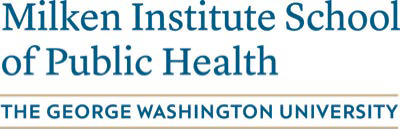 Milken Institute School
of Public Health
THE GEORGE WASHINGTON UNIVERSITY